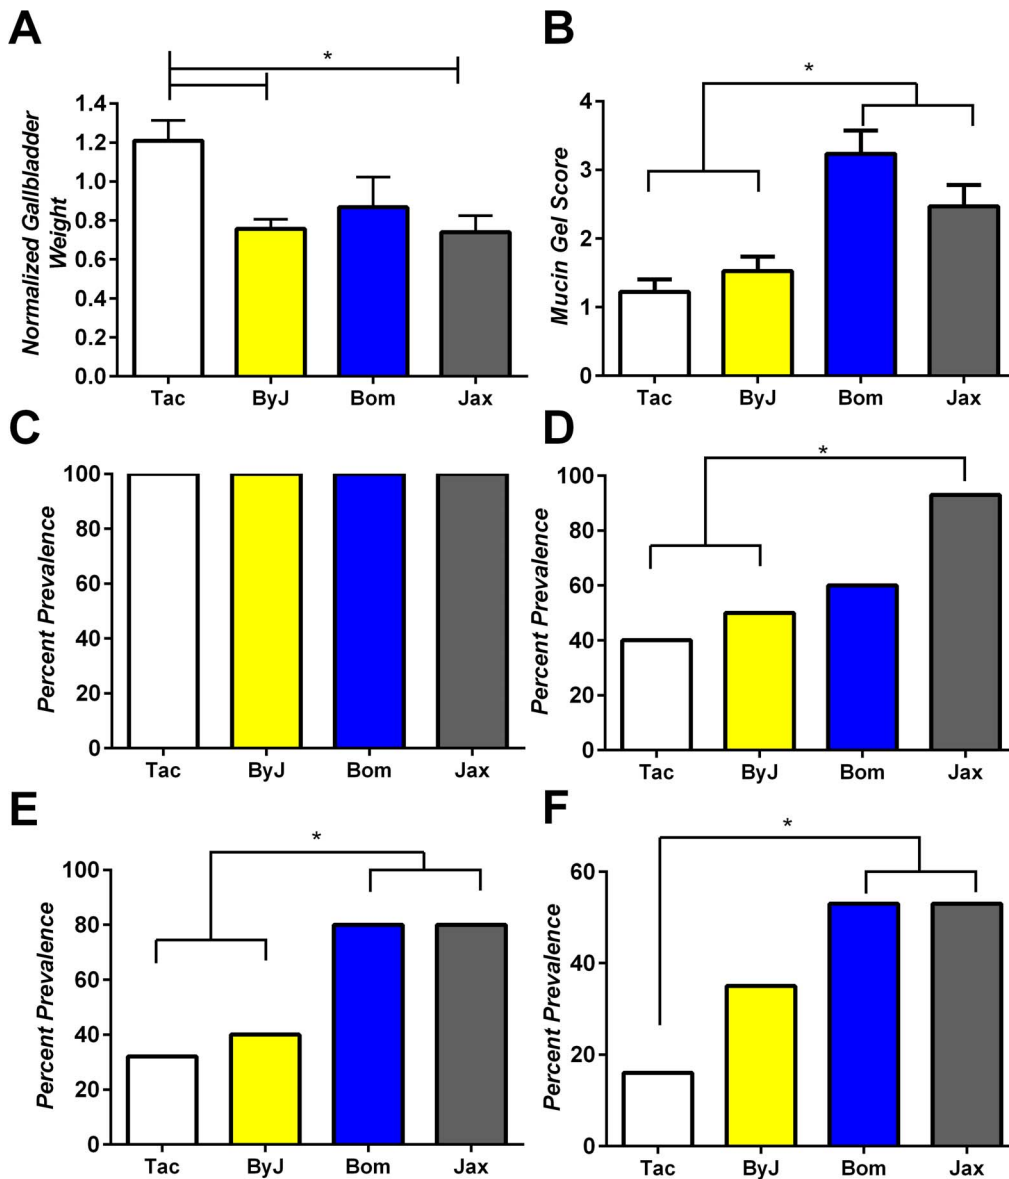 A
*
Normalized Gallbladder
Weight
1.4
1.2
1.0
0.8
0.6
0.4
0.2
0.0
Tac ByJ Bom Jax
B
*
Mucin Gel Score
4
3
2
1
0
Tac ByJ Bom Jax
C
Percent Prevalence
100
80
60
40
20
0
Tac ByJ Bom Jax
D
*
Percent Prevalence
100
80
60
40
20
0
Tac ByJ Bom Jax
E
*
Percent Prevalence
100
80
60
40
20
0
Tac ByJ Bom Jax
F
*
Percent Prevalence
60
40
20
0
Tac ByJ Bom Jax